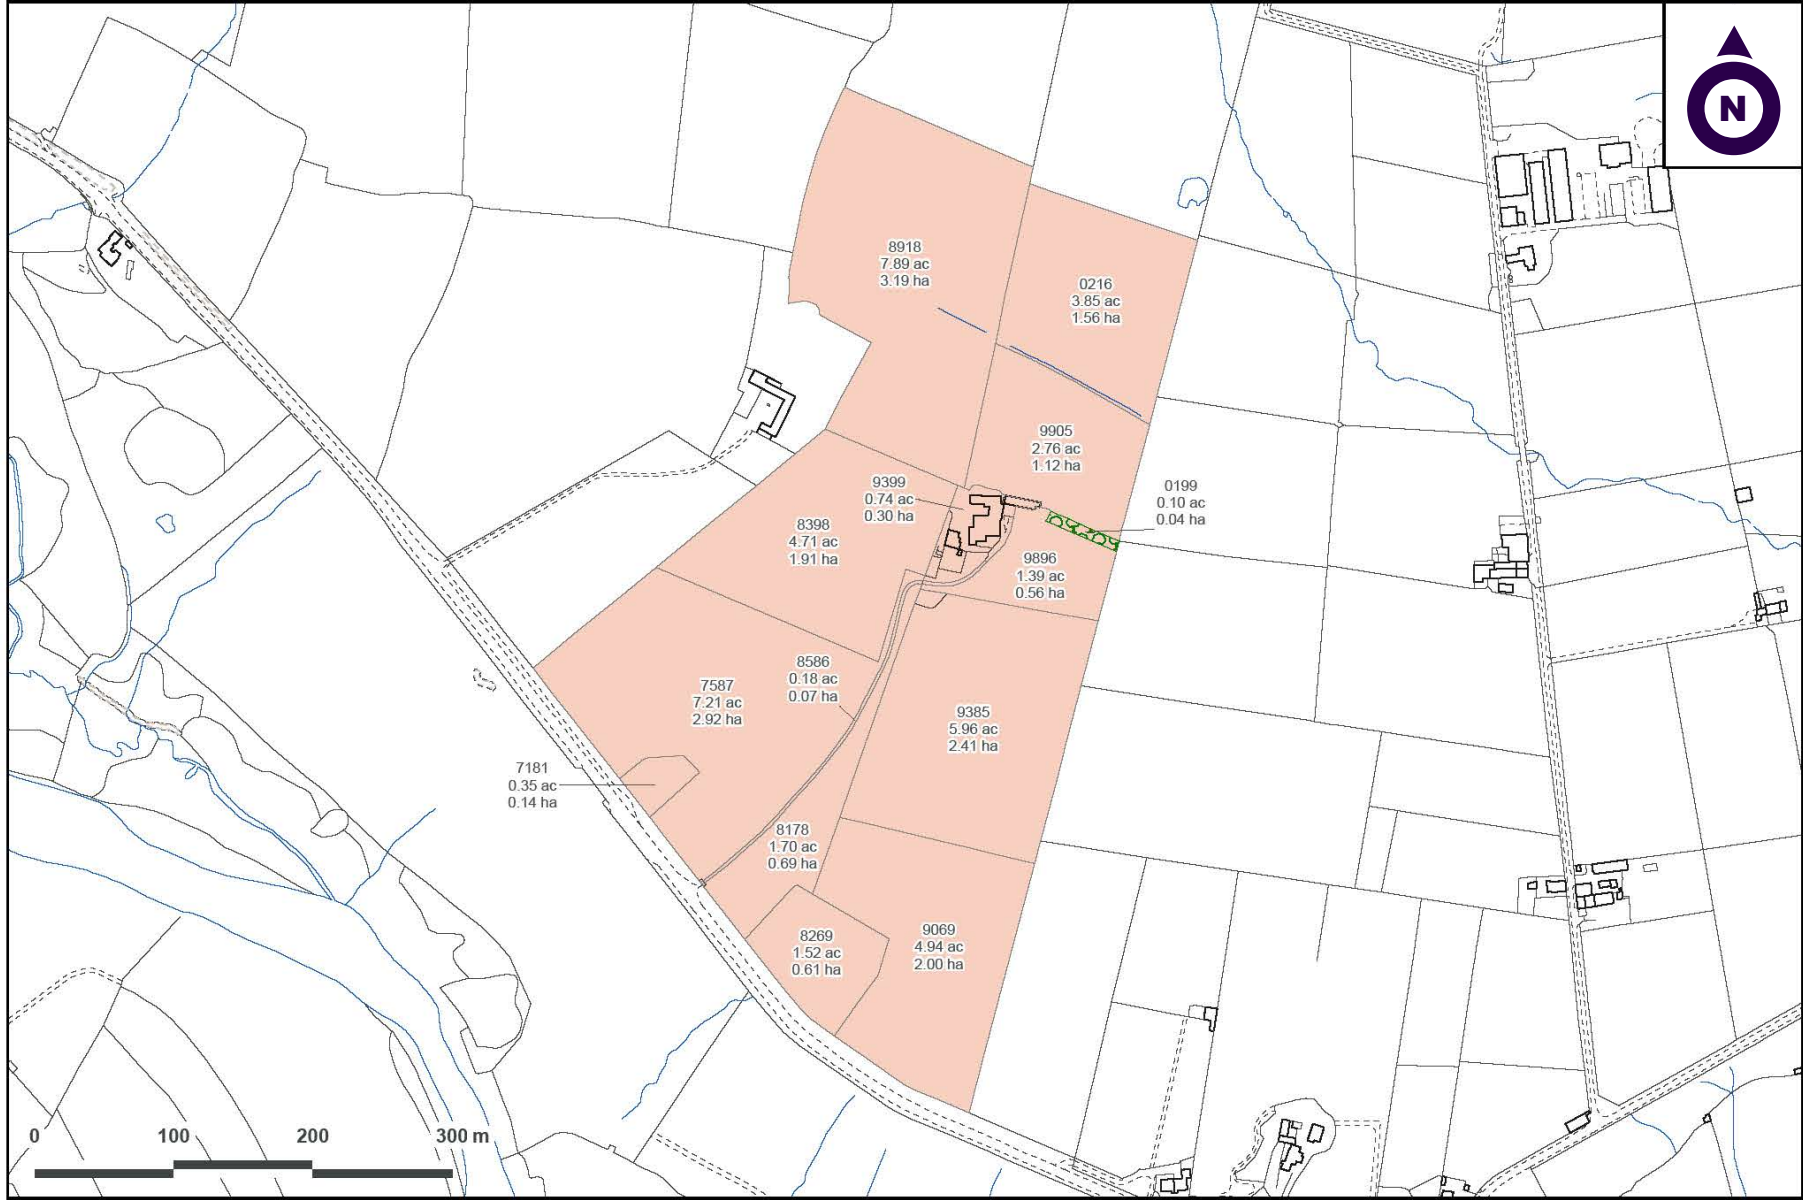 N
8918
7.89 ac
3.19 ha
0216
3.85 ac
1.56 ha
9905
2.76 ac
1.12 ha
9399
0.74 ac
0.30 ha
0199
0.10 ac
0.04 ha
8398
4.71 ac
1.91 ha
9896
1.39 ac
0.56 ha
8586
0.18 ac
0.07 ha
7587
7.21 ac
2.92 ha
9385
5.96 ac
2.41 ha
7181
0.35 ac
0.14 ha
8178
1.70 ac
0.69 ha
8269
1.52 ac
0.61 ha
9069
4.94 ac
2.00 ha
0 100 200 300 m